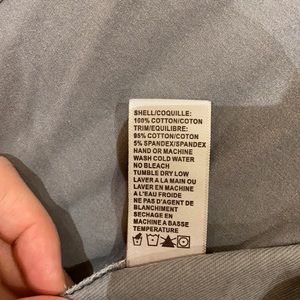 SHELL/COQUILLE:
100% COTTON/COTON
TRIM/EQUILIBRE:
95% COTTON/COTON
5% SPANDEX/SPANDEX
HAND OR MACHINE
WASH COLD WATER
NO BLEACH
TUMBLE DRY LOW
LAVER A LA MAIN OU
LAVER EN MACHINE
A L'EAU FROIDE
NE PAS D'AGENT DE
BLANCHIMENT
SECHAGE EN
MACHINE A BASSE
TEMPERATURE